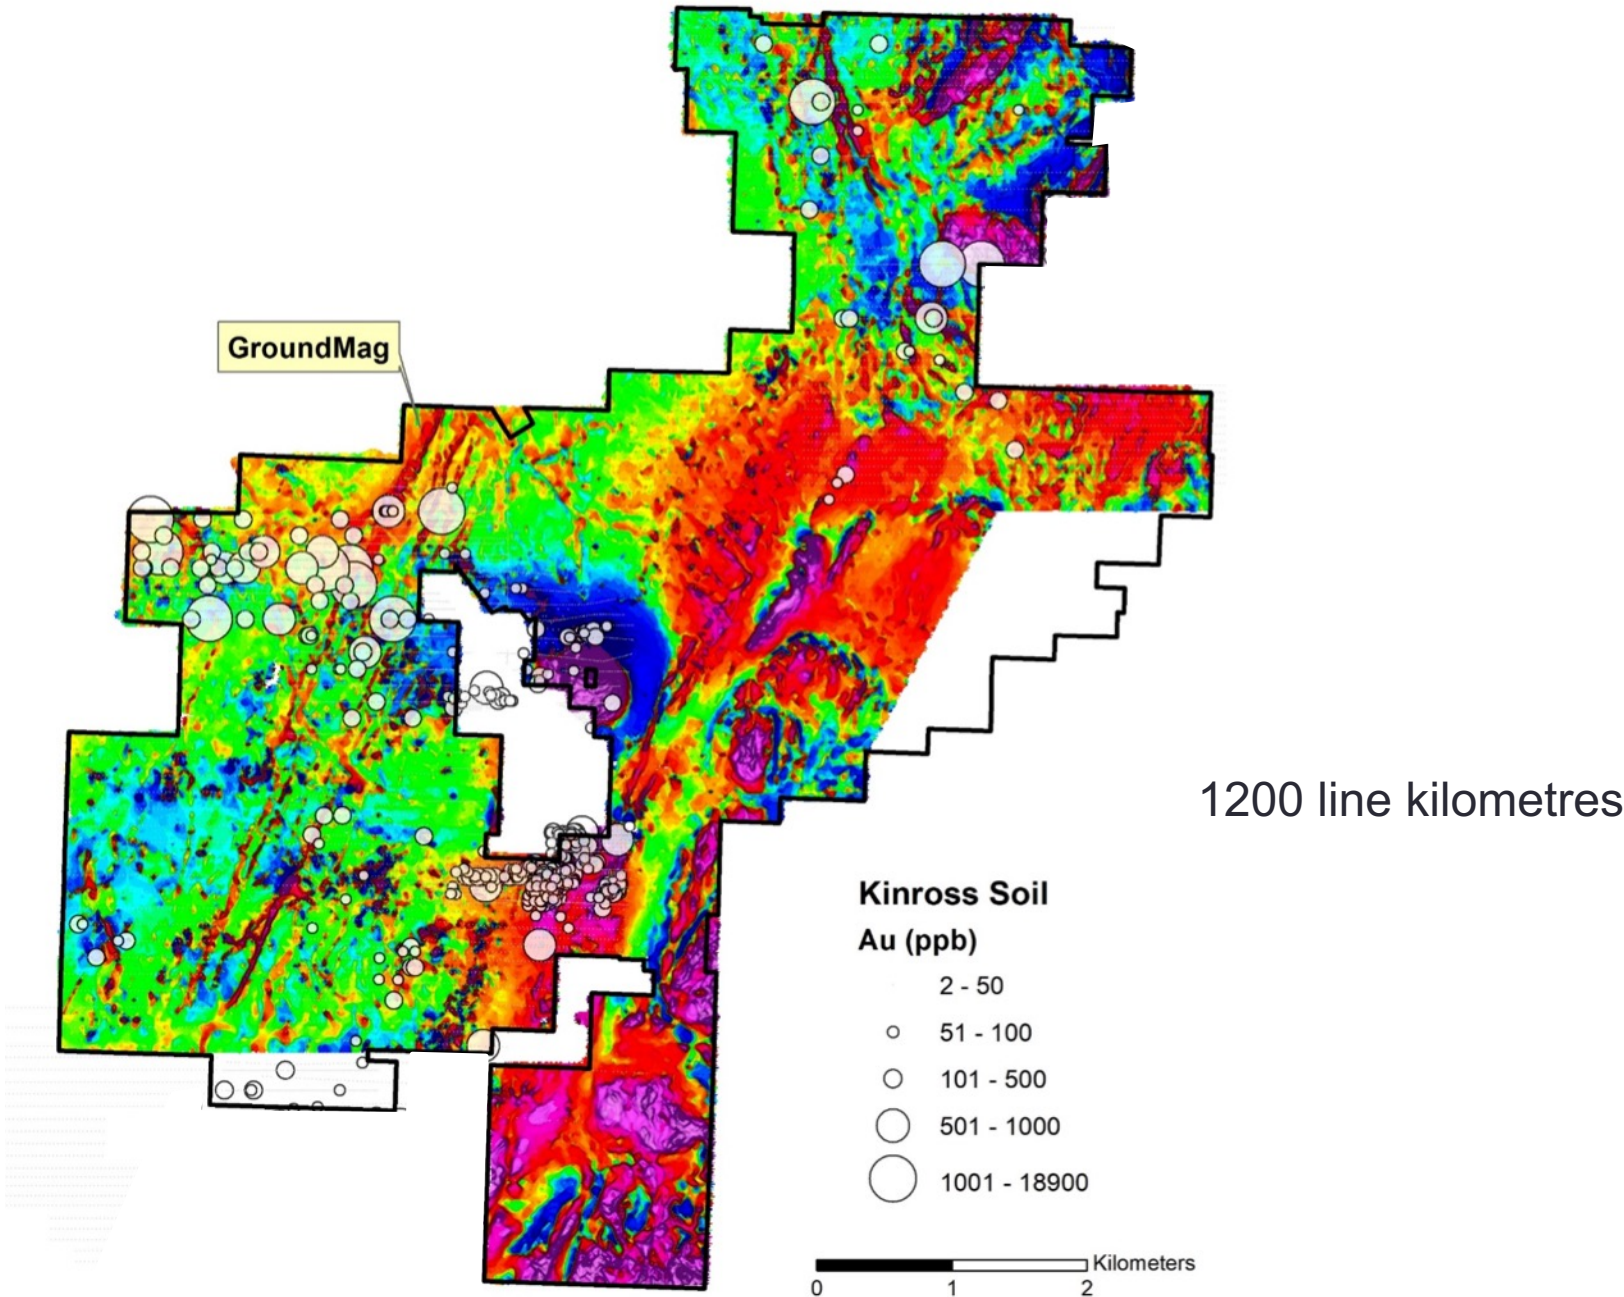 GroundMag
1200 line kilometres
Kinross Soil
Au (ppb)
2 - 50
51 - 100
101 - 500
501 - 1000
1001 - 18900
Kilometers
0 1 2